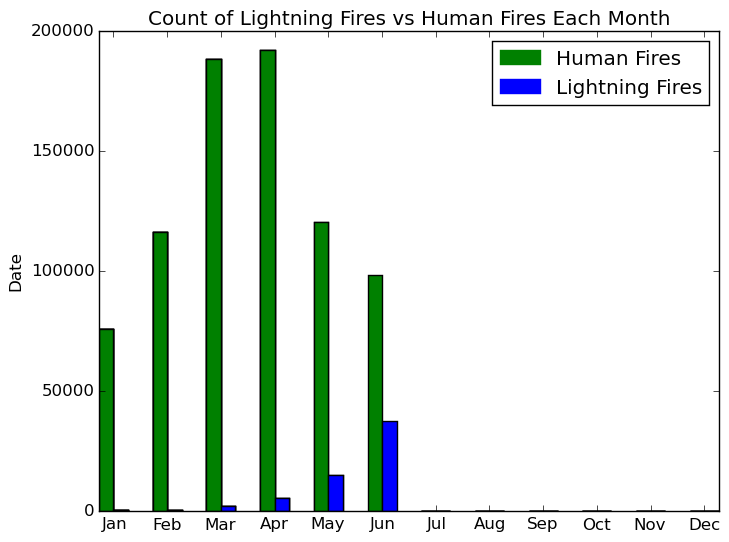 Count of Lightning Fires vs Human Fires Each Month
200000
150000
100000
50000
0
Date
Human Fires
Lightning Fires
Jan Feb Mar Apr May Jun Jul Aug Sep Oct Nov Dec